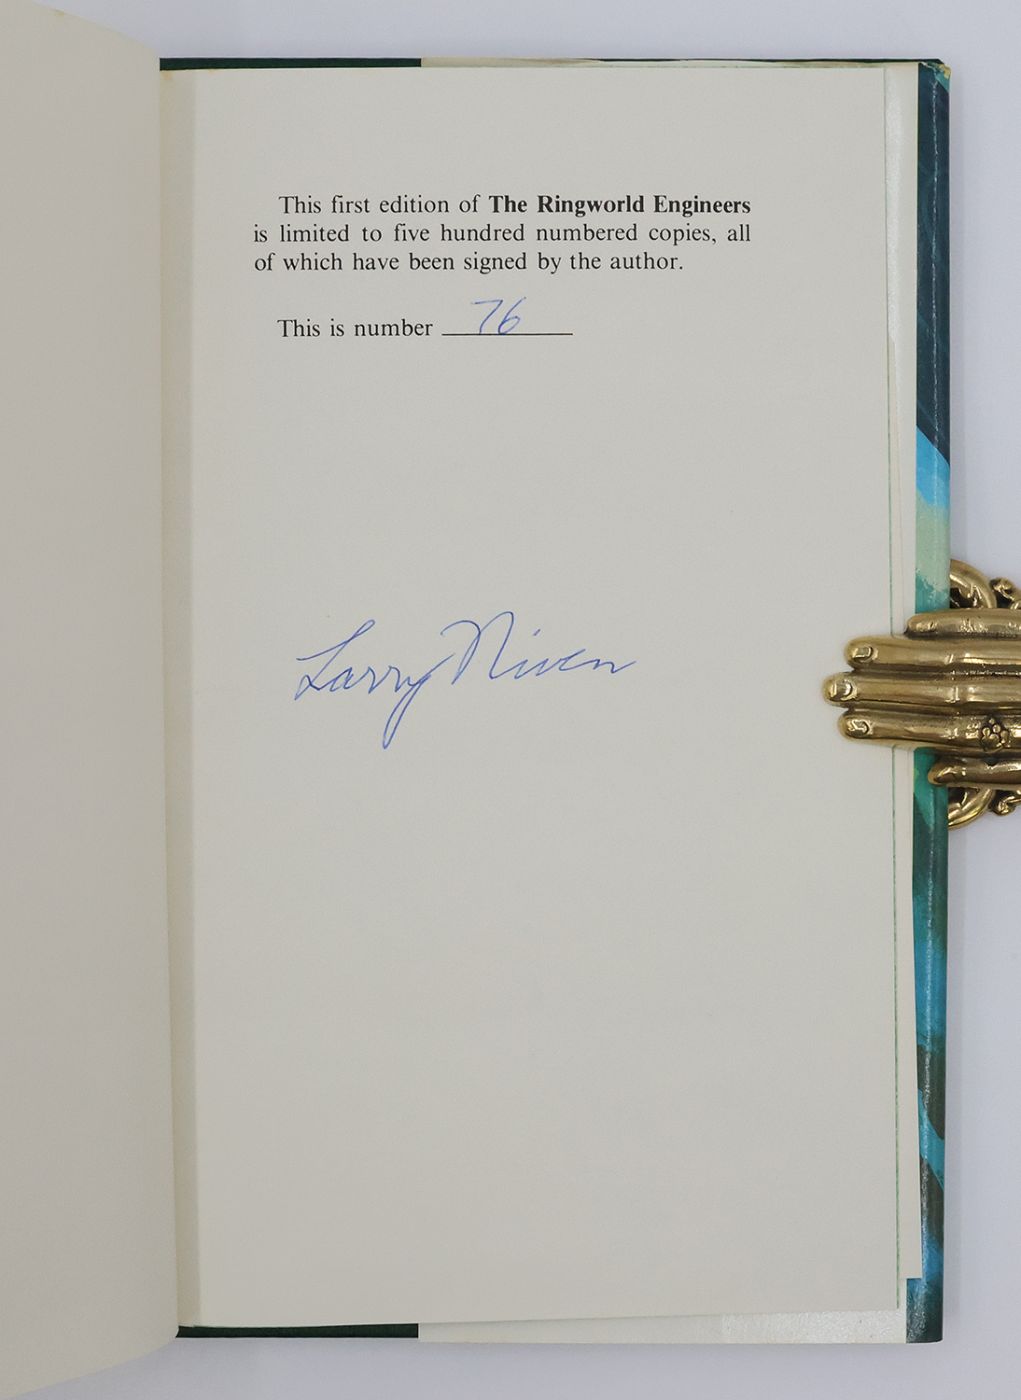 This first edition of The Ringworld Engineers
is limited to five hundred numbered copies, all
of which have been signed by the author.
This is number 76
Larry Niven